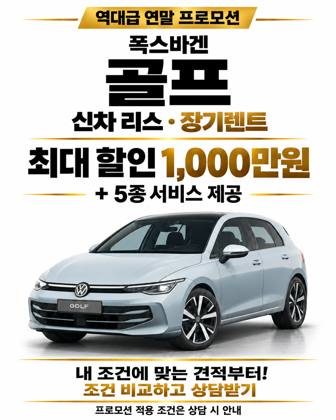 역대급 연말 프로모션
폭스바겐
골프
신차 리스 · 장기렌트
최대 할인 1,000만원
+ 5종 서비스 제공
GOLF
내 조건에 맞는 견적부터!
조건 비교하고 상담받기
프로모션 적용 조건은 상담 시 안내